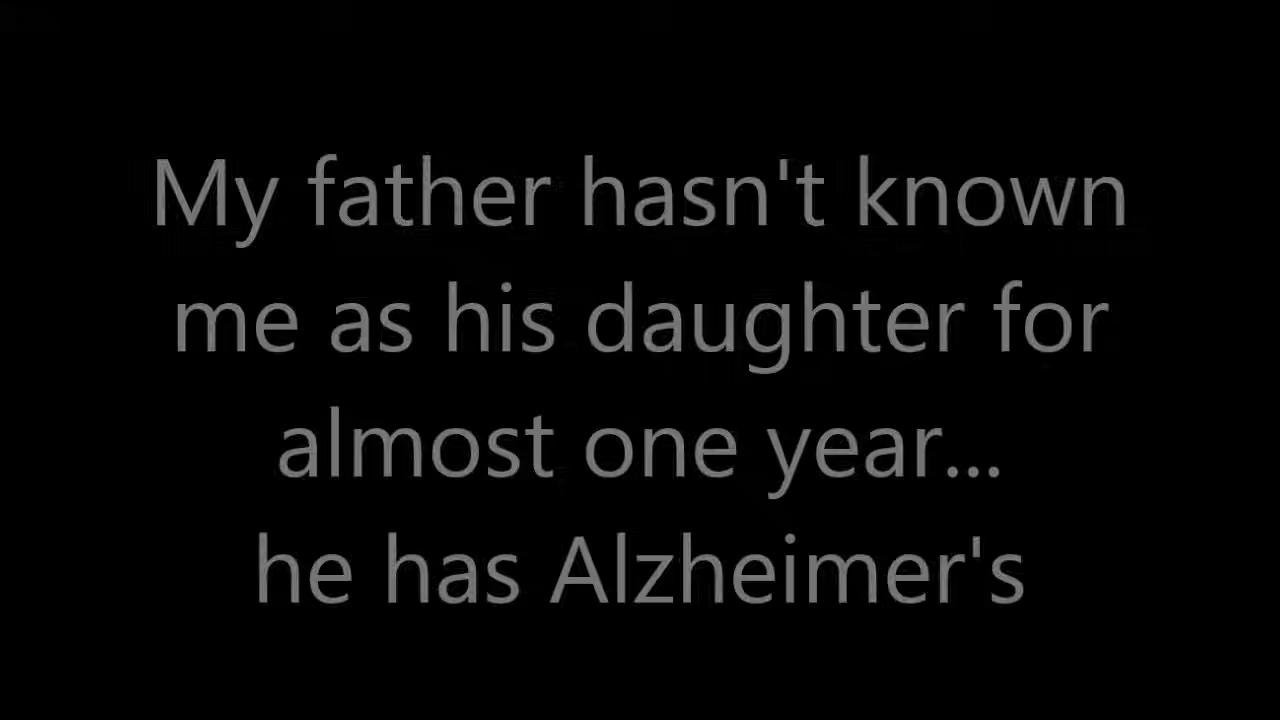 My father hasn't known
me as his daughter for
almost one year...
he has Alzheimer's